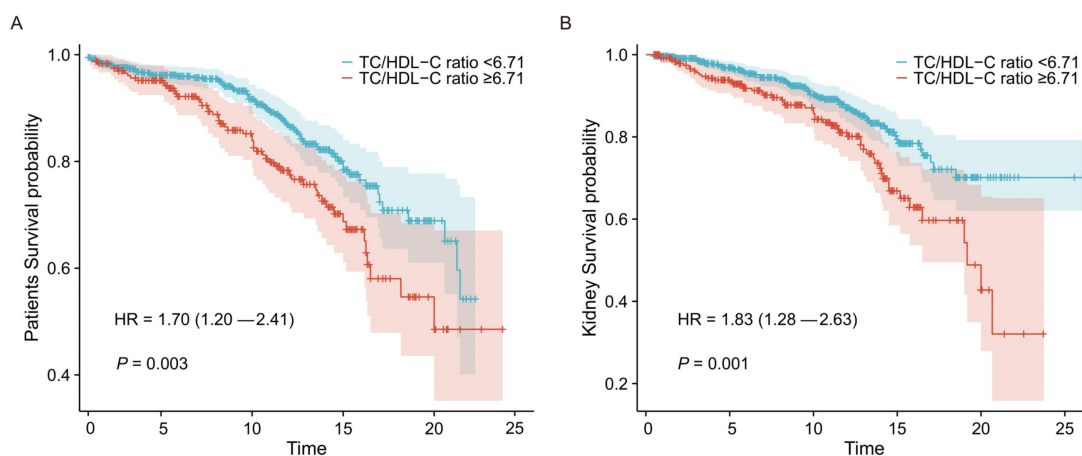 A
TC/HDL-C ratio <6.71
TC/HDL-C ratio ≥6.71
Patients Survival probability
1.0
0.8
0.6
0.4
HR = 1.70 (1.20 —2.41)
P = 0.003
0 5 10 15 20 25
Time
B
TC/HDL-C ratio <6.71
TC/HDL-C ratio ≥6.71
Kidney Survival probability
1.0
0.8
0.6
0.4
0.2
HR = 1.83 (1.28 —2.63)
P = 0.001
0 5 10 15 20 25
Time